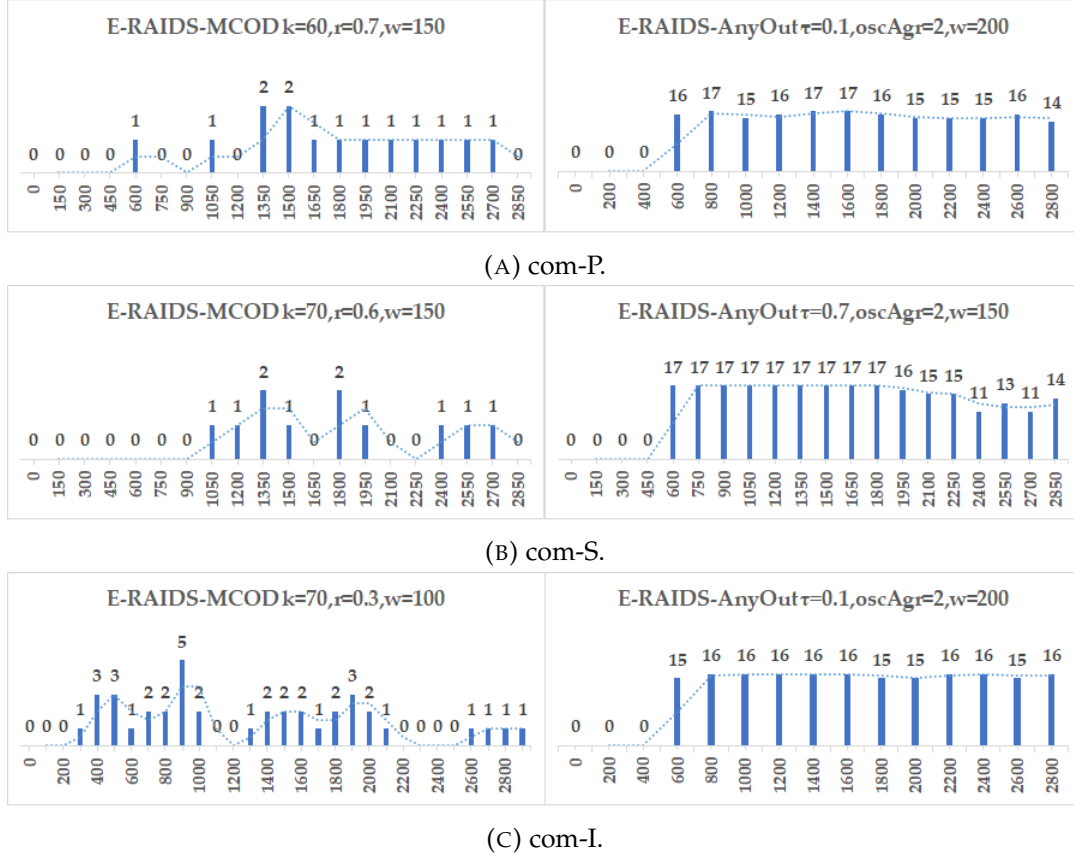 E-RAIDS-MCOD k=60,r=0.7,w=150
0 0 0 0 1 0 0 1 0 2 2 1 1 1 1 1 1 1 1 0
0 150 300 450 600 750 900 1050 1200 1350 1500 1650 1800 1950 2100 2250 2400 2550 2700 2850
E-RAIDS-AnyOut τ=0.1,oscAgr=2,w=200
0 0 0 16 17 15 16 17 17 16 15 15 15 16 14
0 200 400 600 800 1000 1200 1400 1600 1800 2000 2200 2400 2600 2800
(A) com-P.
E-RAIDS-MCOD k=70,r=0.6,w=150
0 0 0 0 0 0 0 1 1 2 1 0 2 1 0 0 1 1 1 0
0 150 300 450 600 750 900 1050 1200 1350 1500 1650 1800 1950 2100 2250 2400 2550 2700 2850
E-RAIDS-AnyOut τ=0.7,oscAgr=2,w=150
0 0 0 0 17 17 17 17 17 17 17 17 17 16 15 15 11 13 11 14
0 150 300 450 600 750 900 1050 1200 1350 1500 1650 1800 1950 2100 2250 2400 2550 2700 2850
(B) com-S.
E-RAIDS-MCOD k=70,r=0.3,w=100
0 0 0 1 3 3 1 2 2 5 2 0 0 1 2 2 2 1 2 3 2 1 0 0 0 0 1 1 1 1
0 200 400 600 800 1000 1200 1400 1600 1800 2000 2200 2400 2600 2800
E-RAIDS-AnyOut τ=0.1,oscAgr=2,w=200
0 0 0 15 16 16 16 16 16 15 15 16 16 15 16
0 200 400 600 800 1000 1200 1400 1600 1800 2000 2200 2400 2600 2800
(C) com-I.